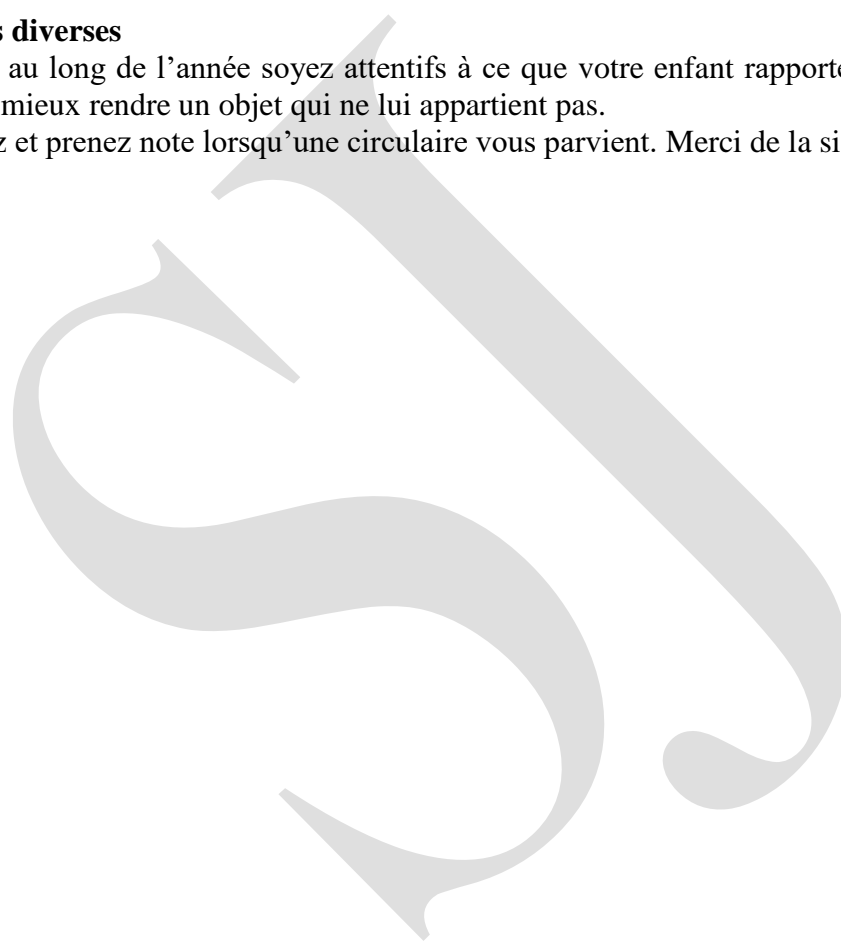 s diverses
au long de l’année soyez attentifs à ce que votre enfant rapporte
mieux rendre un objet qui ne lui appartient pas.
z et prenez note lorsqu’une circulaire vous parvient. Merci de la si
SJ